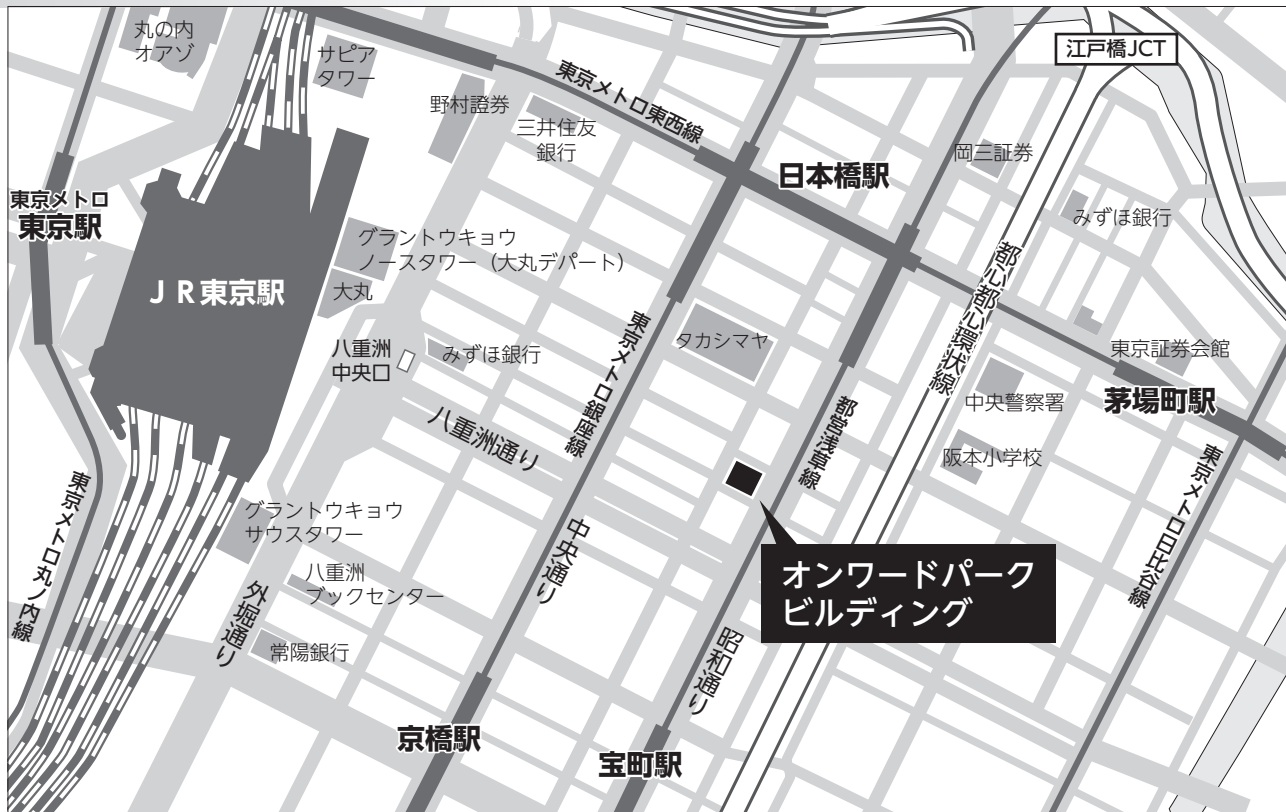 丸の内
オアゾ
サピア
タワー
江戸橋JCT
野村證券
三井住友
銀行
東京メトロ東西線
日本橋駅
岡三証券
みずほ銀行
東京メトロ
東京駅
グラントウキョウ
ノースタワー（大丸デパート）
JR東京駅
大丸
八重洲
中央口
みずほ銀行
東京メトロ銀座線
タカシマヤ
都心都心環状線
東京証券会館
茅場町駅
中央警察署
阪本小学校
八重洲通り
都営浅草線
東京メトロ丸ノ内線
グラントウキョウ
サウスタワー
中央通り
オンワードパーク
ビルディング
東京メトロ日比谷線
八重洲
ブックセンター
外堀通り
常陽銀行
昭和通り
京橋駅
宝町駅